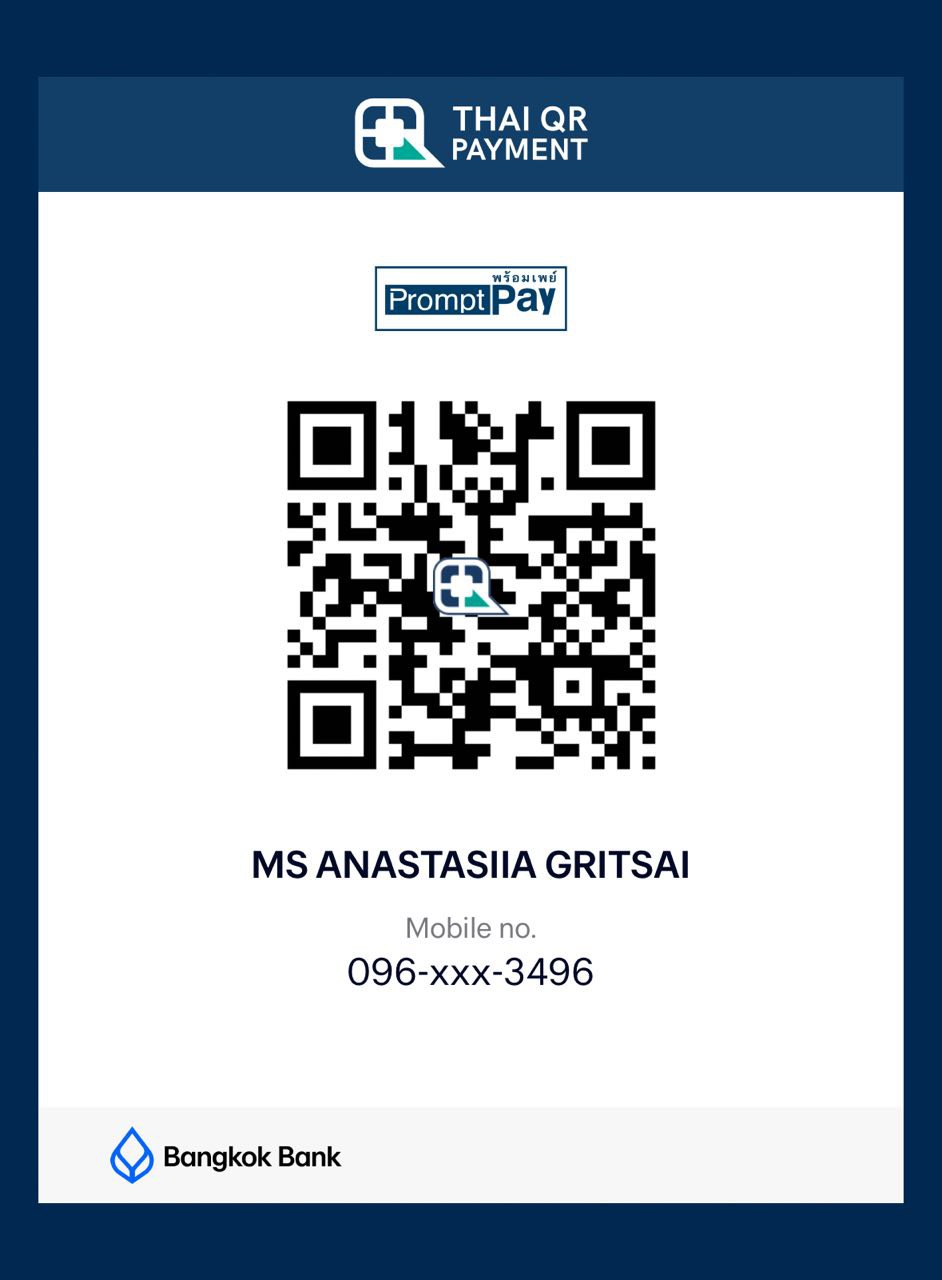 THAI QR
PAYMENT
พร้อมเพย์
PromptPay
MS ANASTASIIA GRITSAI
Mobile no.
096-xxx-3496
Bangkok Bank